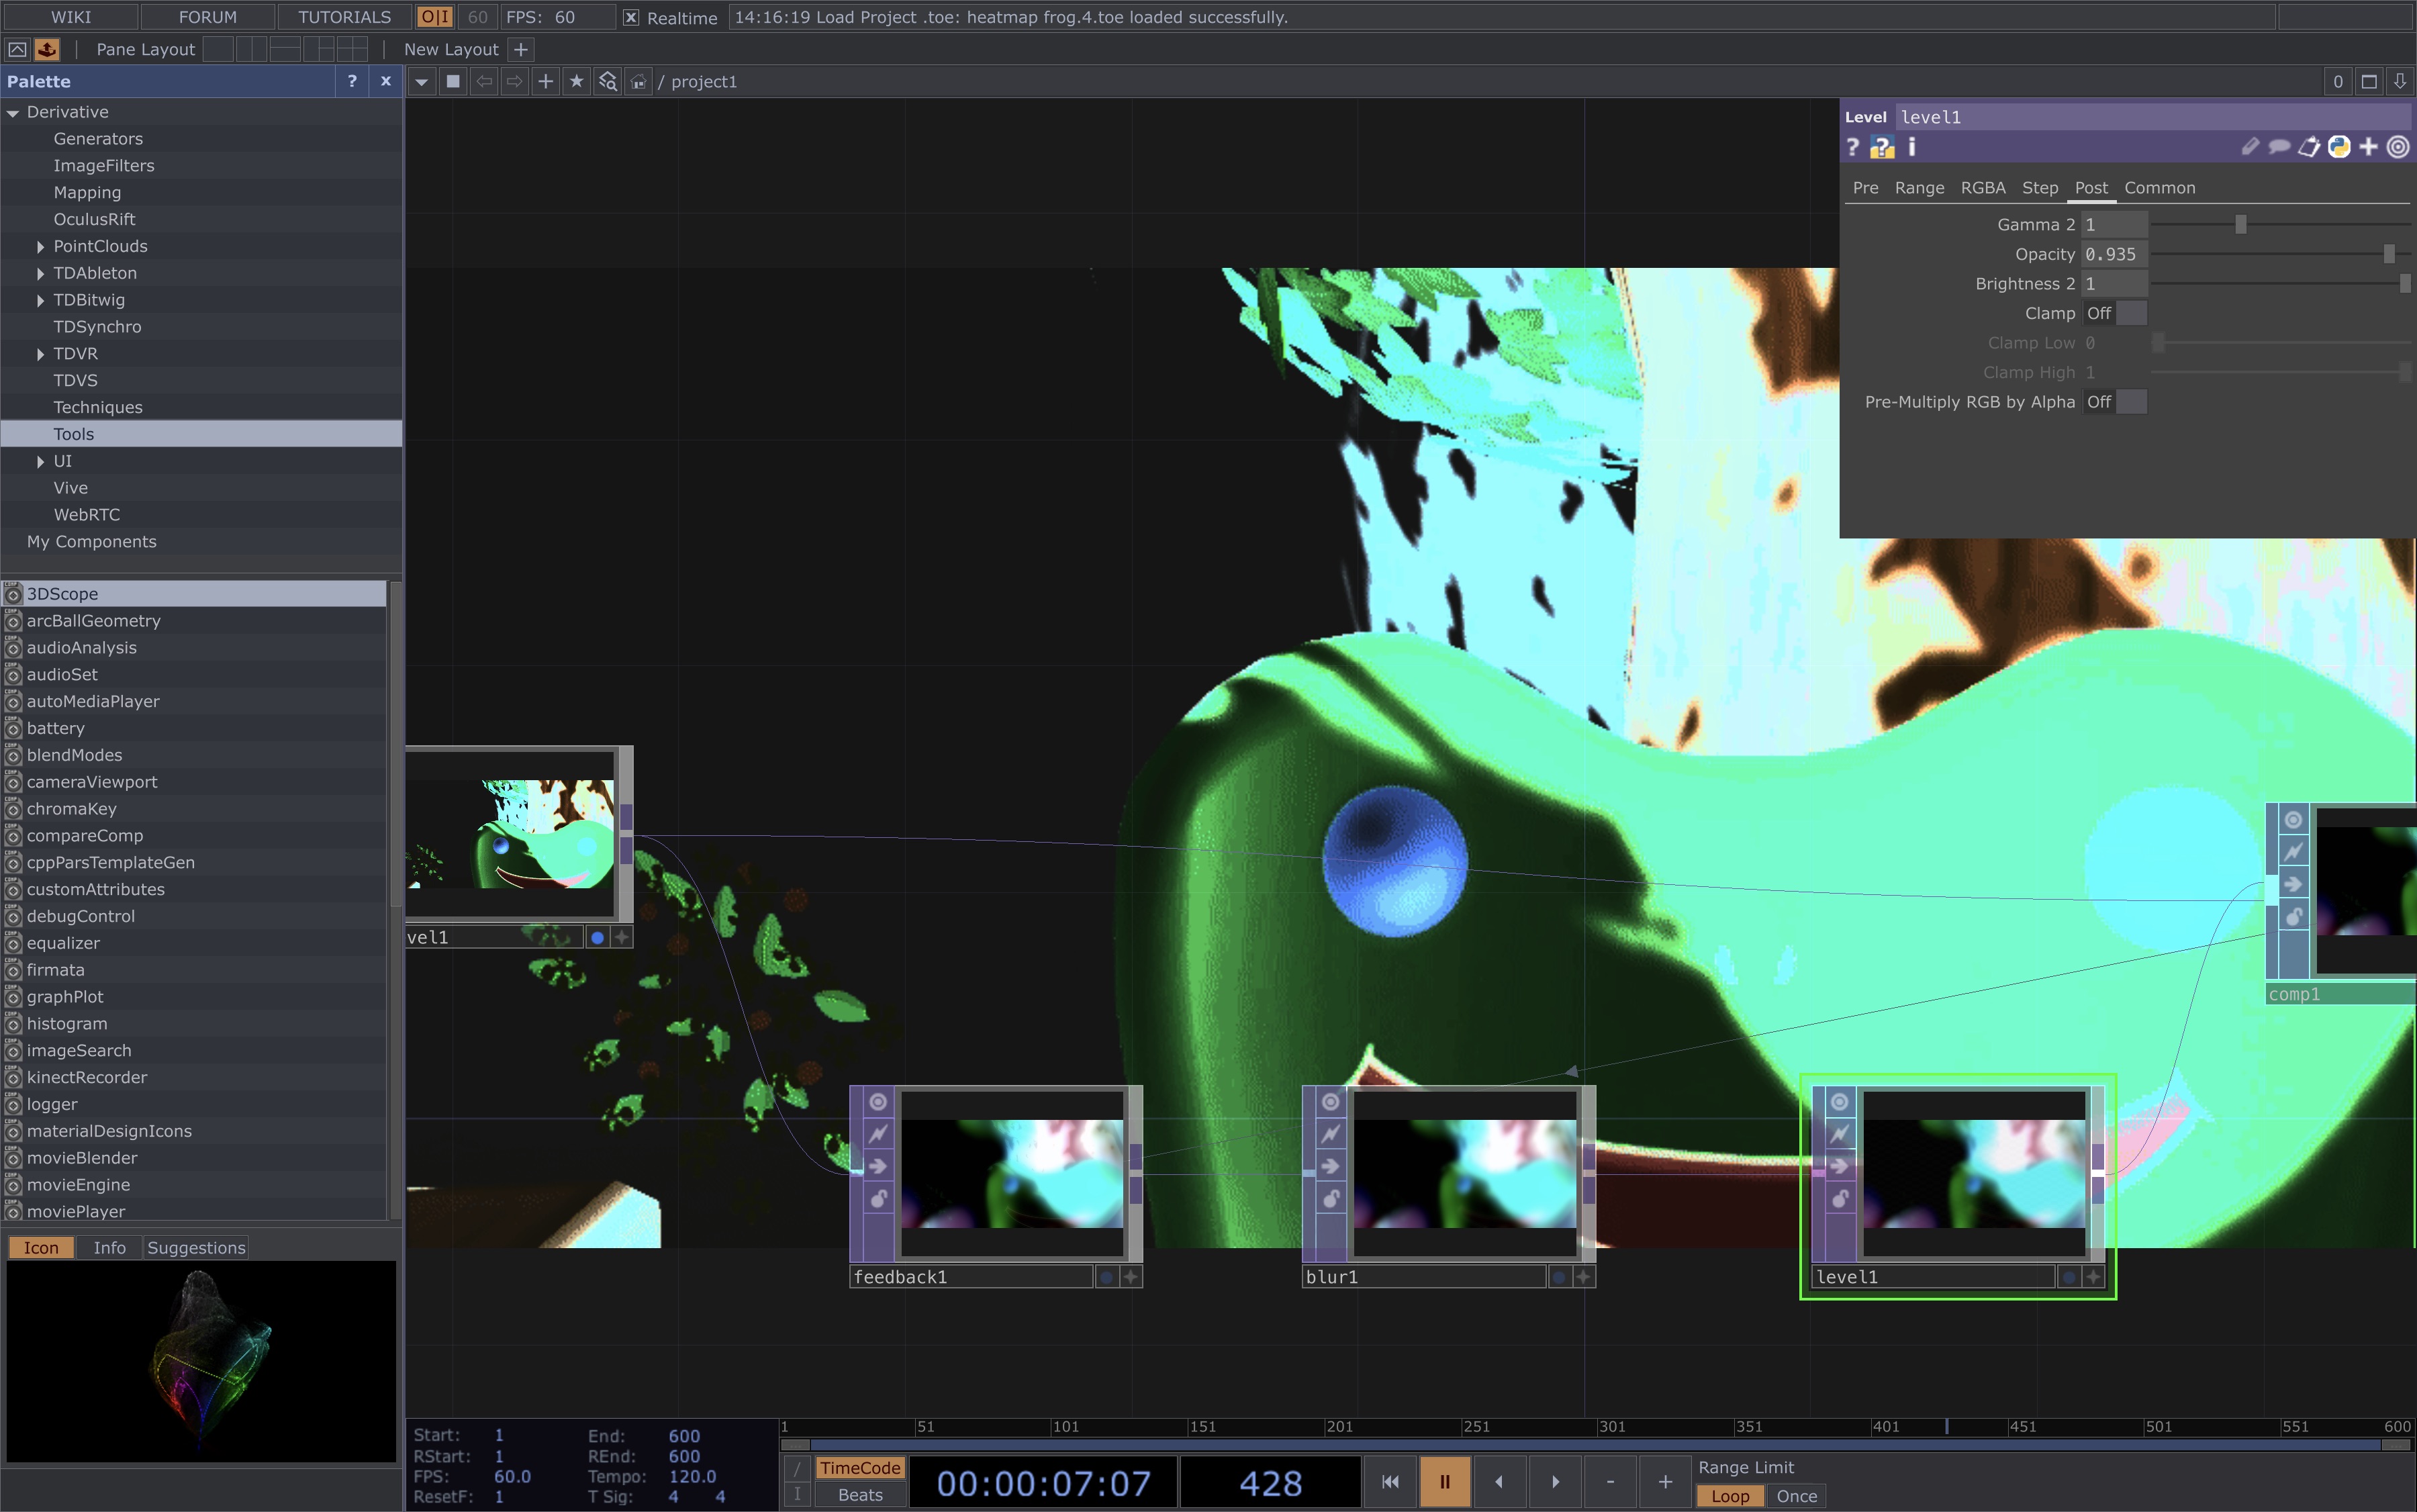 WIKI FORUM TUTORIALS O|I 60 FPS: 60 x Realtime 14:16:19 Load Project .toe: heatmap frog.4.toe loaded successfully.
Pane Layout New Layout +
Palette ? x
/ project1 0
Derivative
Generators
ImageFilters
Mapping
OculusRift
PointClouds
TDAbleton
TDBitwig
TDSynchro
TDVR
TDVS
Techniques
Tools
UI
Vive
WebRTC
My Components
3DScope
arcBallGeometry
audioAnalysis
audioSet
autoMediaPlayer
battery
blendModes
cameraViewport
chromaKey
compareComp
cppParsTemplateGen
customAttributes
debugControl
equalizer
firmata
graphPlot
histogram
imageSearch
kinectRecorder
logger
materialDesignIcons
movieBlender
movieEngine
moviePlayer
Icon Info Suggestions
Level level1
? ? i
Pre Range RGBA Step Post Common
Gamma 2 1
Opacity 0.935
Brightness 2 1
Clamp Off
Clamp Low 0
Clamp High 1
Pre-Multiply RGB by Alpha Off
vel1
comp1
feedback1
blur1
level1
1 51 101 151 201 251 301 351 401 451 501 551 600
Start: 1 End: 600
RStart: 1 REnd: 600
FPS: 60.0 Tempo: 120.0
ResetF: 1 T Sig: 4 4
/ TimeCode
I Beats
00:00:07:07 428
- +
Range Limit
Loop Once